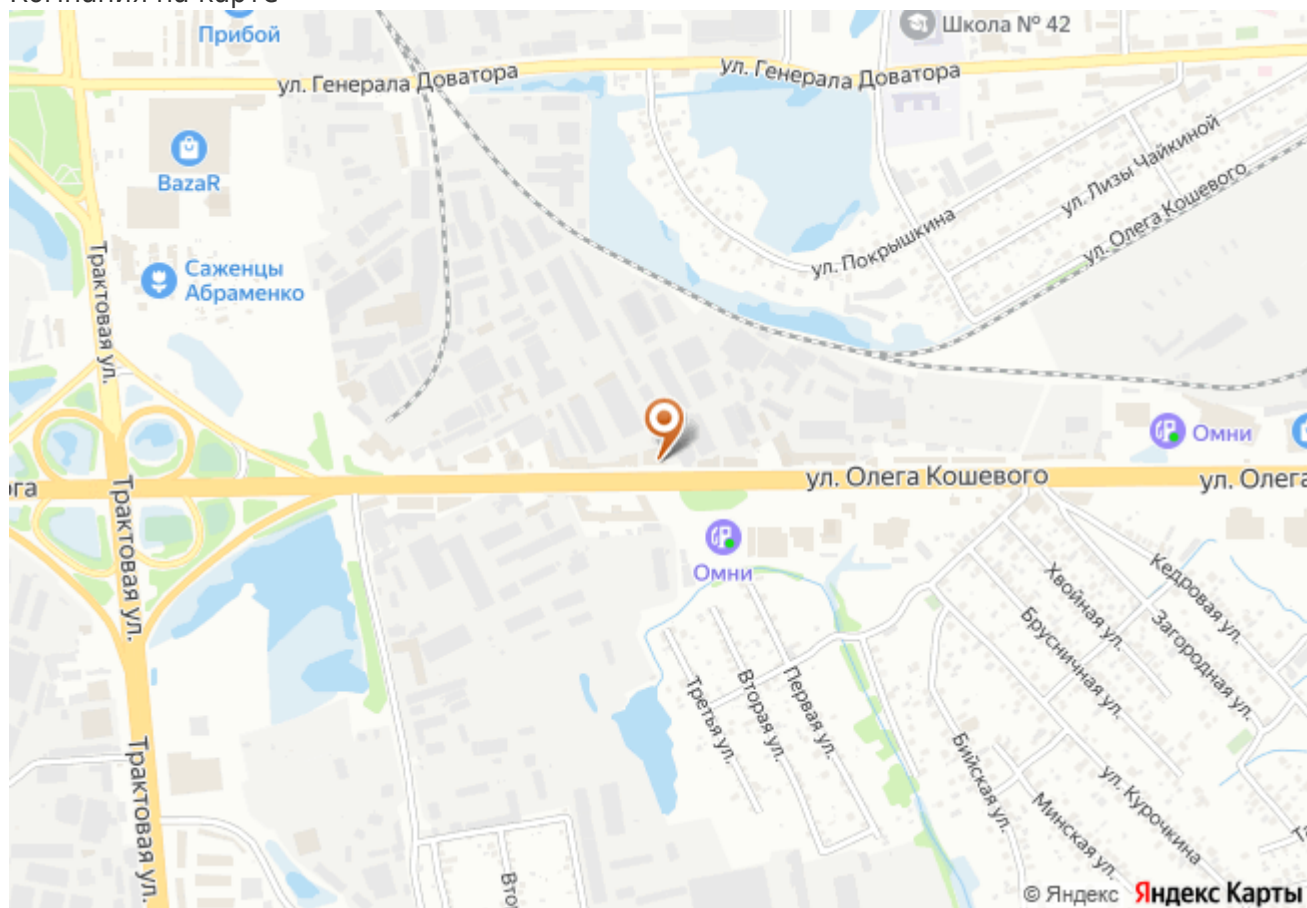 Компания на карте
Прибой
Школа № 42
ул. Генерала Доватора
ул. Генерала Доватора
BazaR
ул. Лизы Чайкиной
ул. Олега Кошевого
ул. Покрышкина
Саженцы
Абраменко
Трактовая ул.
Омни
ул. Олега Кошевого
ул. Олега
Трактовая ул.
Омни
Кедровая ул.
Хвойная ул.
Загородная ул.
Брусничная ул.
Первая ул.
Вторая ул.
Третья ул.
Бийская ул.
Трактовая ул.
ул. Курочкина
Минская ул.
© Яндекс Яндекс Карты